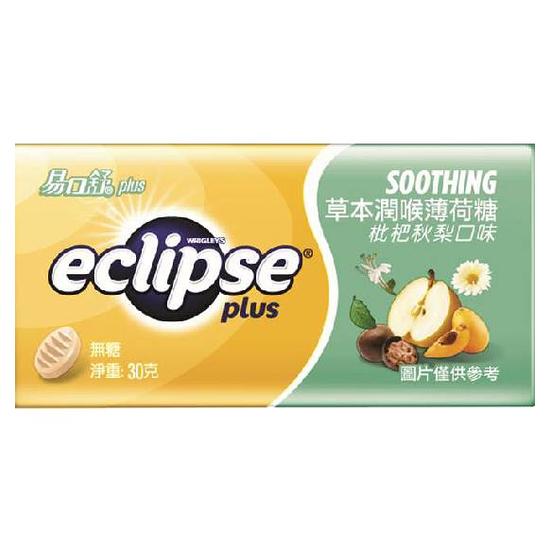 易口舒® plus
WRIGLEY'S
eclipse®
plus
無糖
淨重: 30克
SOOTHING
草本潤喉薄荷糖
枇杷秋梨口味
圖片僅供參考